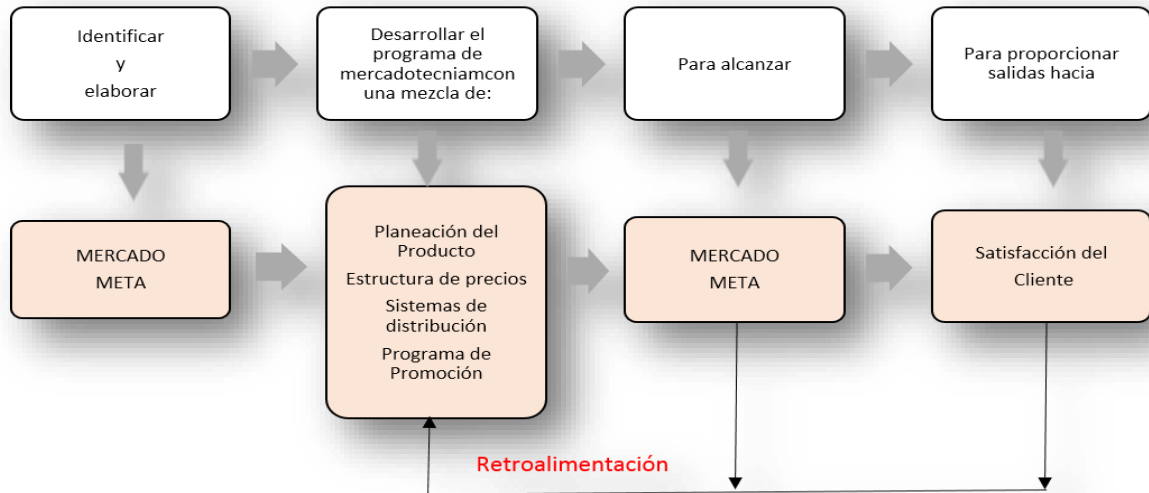 Identificar
y
elaborar
Desarrollar el
programa de
mercadotecniamcon
una mezcla de:
Para alcanzar
Para proporcionar
salidas hacia
MERCADO
META
Planeación del
Producto
Estructura de precios
Sistemas de
distribución
Programa de
Promoción
MERCADO
META
Satisfacción del
Cliente
Retroalimentación